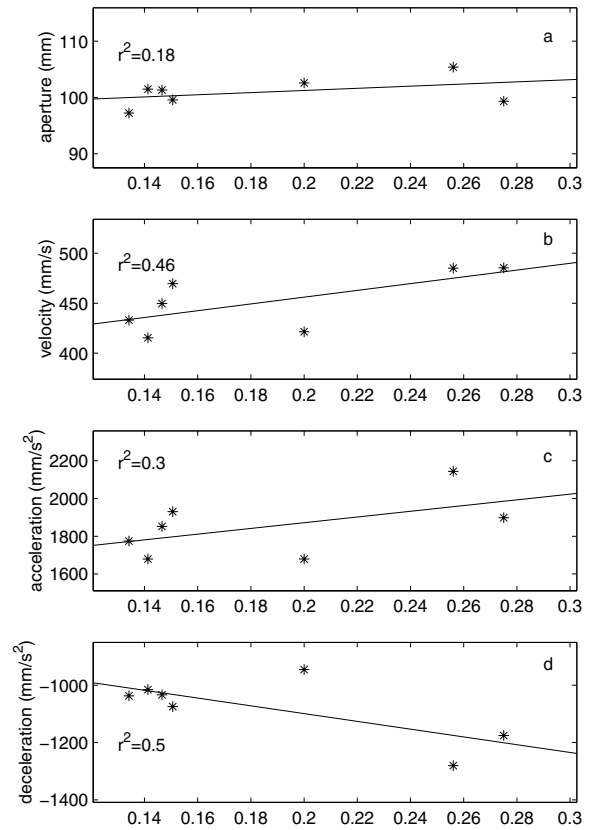 110
100
90
aperture (mm)
r²=0.18
a
0.14 0.16 0.18 0.2 0.22 0.24 0.26 0.28 0.3
500
450
400
velocity (mm/s)
r²=0.46
b
0.14 0.16 0.18 0.2 0.22 0.24 0.26 0.28 0.3
2200
2000
1800
1600
acceleration (mm/s²)
r²=0.3
c
0.14 0.16 0.18 0.2 0.22 0.24 0.26 0.28 0.3
−1000
−1200
−1400
deceleration (mm/s²)
r²=0.5
d
0.14 0.16 0.18 0.2 0.22 0.24 0.26 0.28 0.3